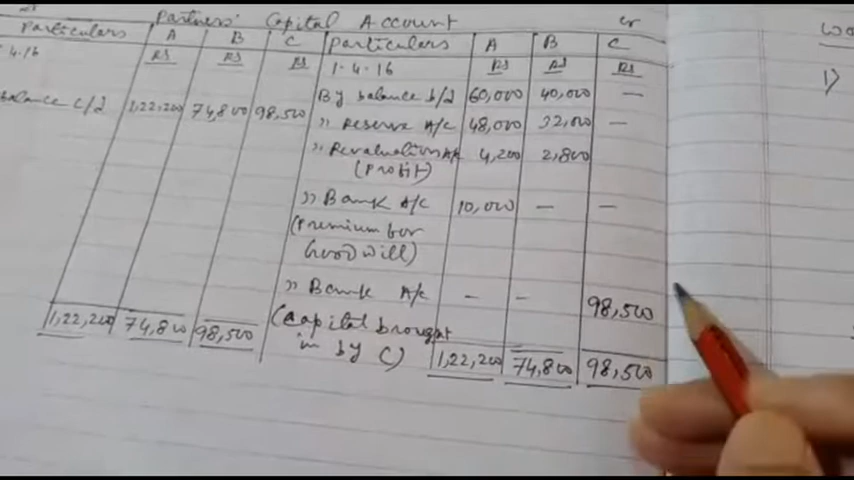 Partners' Capital Account cr
Particulars A B C Particulars A B C
4.16 Rs Rs Rs 1-4-16 Rs Rs Rs
balance c/d 1,22,200 74,800 98,500 By balance b/d 60,000 40,000 —
" Reserve A/c 48,000 32,000 —
" Revaluation A/c 4,200 2,800
(Profit)
" Bank A/c 10,000 — —
(Premium for
Goodwill)
" Bank A/c — — 98,500
(Capital brought
in by C)
1,22,200 74,800 98,500 1,22,200 74,800 98,500
1)